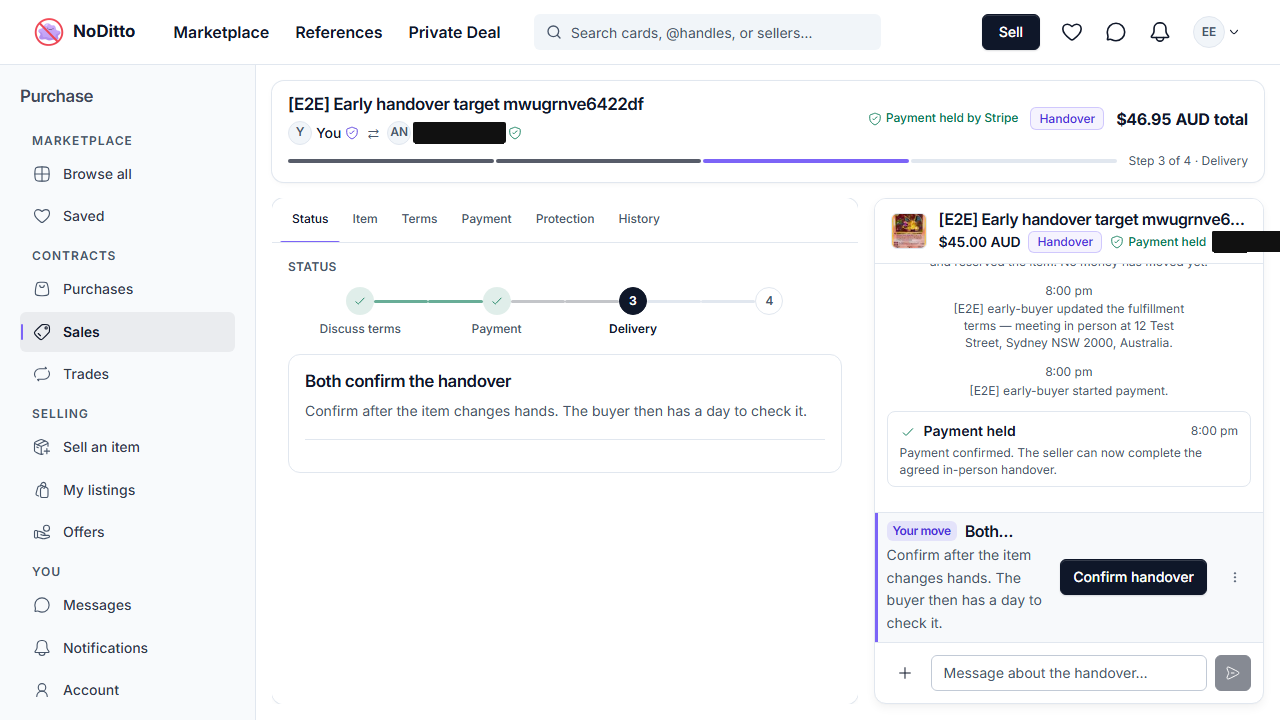 NoDitto
Marketplace
References
Private Deal
Search cards, @handles, or sellers...
Sell
EE
Purchase
MARKETPLACE
Browse all
Saved
CONTRACTS
Purchases
Sales
Trades
SELLING
Sell an item
My listings
Offers
YOU
Messages
Notifications
Account
[E2E] Early handover target mwugrnve6422df
Y You
AN
Payment held by Stripe
Handover
$46.95 AUD total
Step 3 of 4 · Delivery
Status
Item
Terms
Payment
Protection
History
STATUS
3
4
Discuss terms
Payment
Delivery
Both confirm the handover
Confirm after the item changes hands. The buyer then has a day to check it.
[E2E] Early handover target mwugrnve6...
$45.00 AUD
Handover
Payment held
and reserved the item. No money has moved yet.
8:00 pm
[E2E] early-buyer updated the fulfillment
terms — meeting in person at 12 Test
Street, Sydney NSW 2000, Australia.
8:00 pm
[E2E] early-buyer started payment.
Payment held
8:00 pm
Payment confirmed. The seller can now complete the
agreed in-person handover.
Your move
Both...
Confirm after the item
changes hands. The
buyer then has a day to
check it.
Confirm handover
Message about the handover...